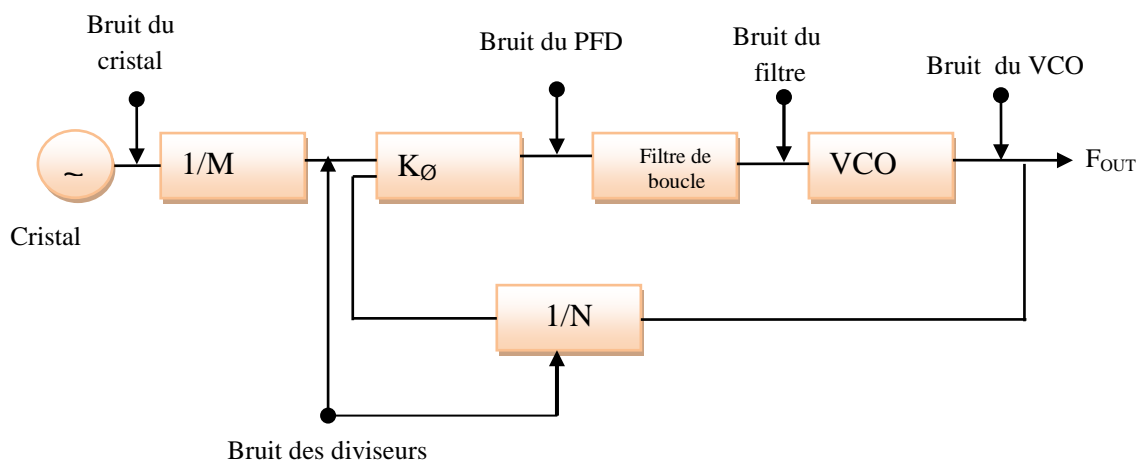 Bruit du
cristal
Bruit du PFD
Bruit du
filtre
Bruit du VCO
~
1/M
KØ
Filtre de
boucle
VCO
FOUT
Cristal
1/N
Bruit des diviseurs